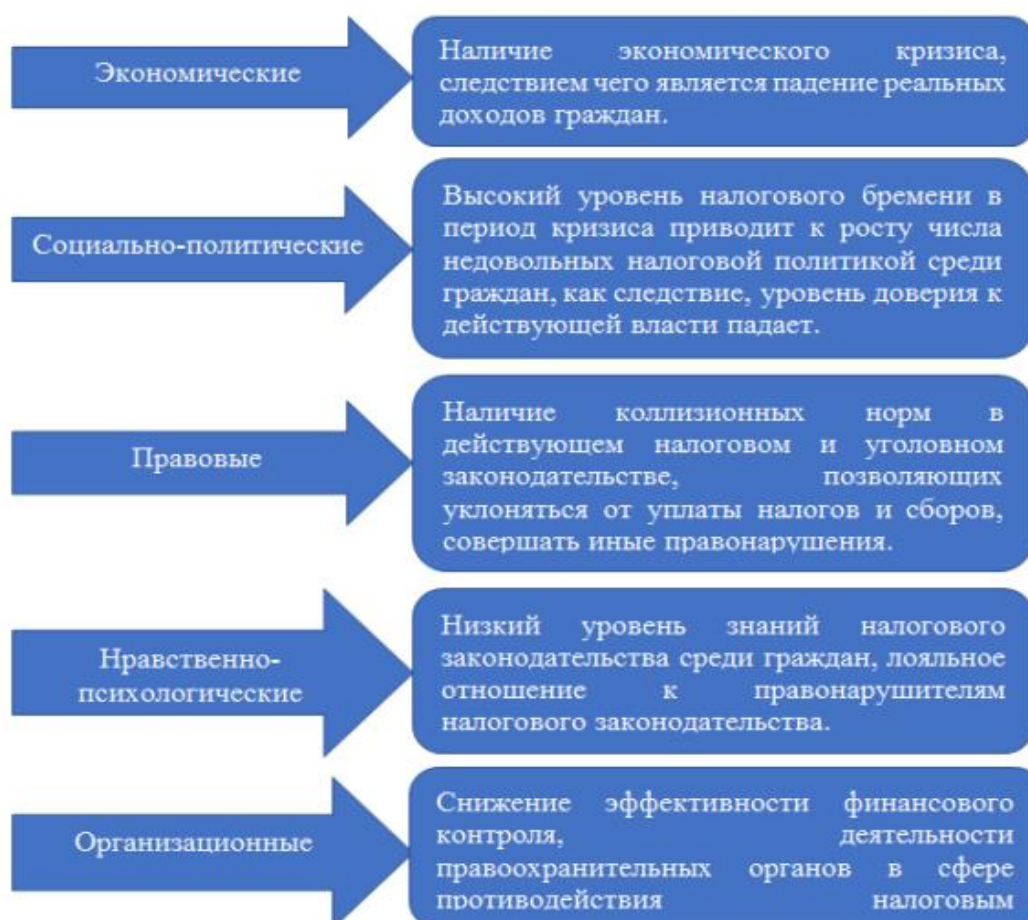 Экономические
Наличие экономического кризиса,
следствием чего является падение реальных
доходов граждан.
Социально-политические
Высокий уровень налогового бремени в
период кризиса приводит к росту числа
недовольных налоговой политикой среди
граждан, как следствие, уровень доверия к
действующей власти падает.
Правовые
Наличие коллизионных норм в
действующем налоговом и уголовном
законодательстве, позволяющих
уклоняться от уплаты налогов и сборов,
совершать иные правонарушения.
Нравственно-
психологические
Низкий уровень знаний налогового
законодательства среди граждан, лояльное
отношение к правонарушителям
налогового законодательства.
Организационные
Снижение эффективности финансового
контроля, деятельности
правоохранительных органов в сфере
противодействия налоговым